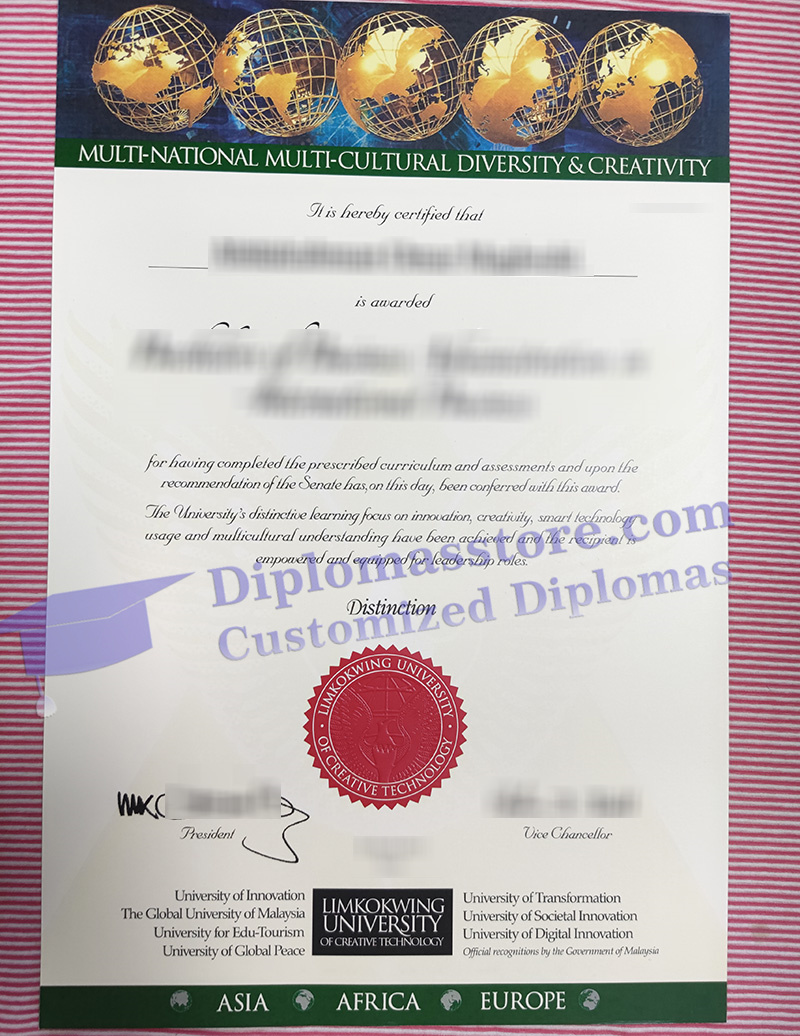 MULTI-NATIONAL MULTI-CULTURAL DIVERSITY & CREATIVITY
It is hereby certified that
is awarded
for having completed the prescribed curriculum and assessments and upon the
recommendation of the Senate has, on this day, been conferred with this award.
The University's distinctive learning focus on innovation, creativity, smart technology
usage and multicultural understanding have been achieved and the recipient is
empowered and equipped for leadership roles.
Diplomasstore.com
Customized Diplomas
Distinction
LIMKOKWING UNIVERSITY
OF CREATIVE TECHNOLOGY
President
Vice Chancellor
University of Innovation
The Global University of Malaysia
University for Edu-Tourism
University of Global Peace
LIMKOKWING
UNIVERSITY
OF CREATIVE TECHNOLOGY
University of Transformation
University of Societal Innovation
University of Digital Innovation
Official recognitions by the Government of Malaysia
ASIA AFRICA EUROPE